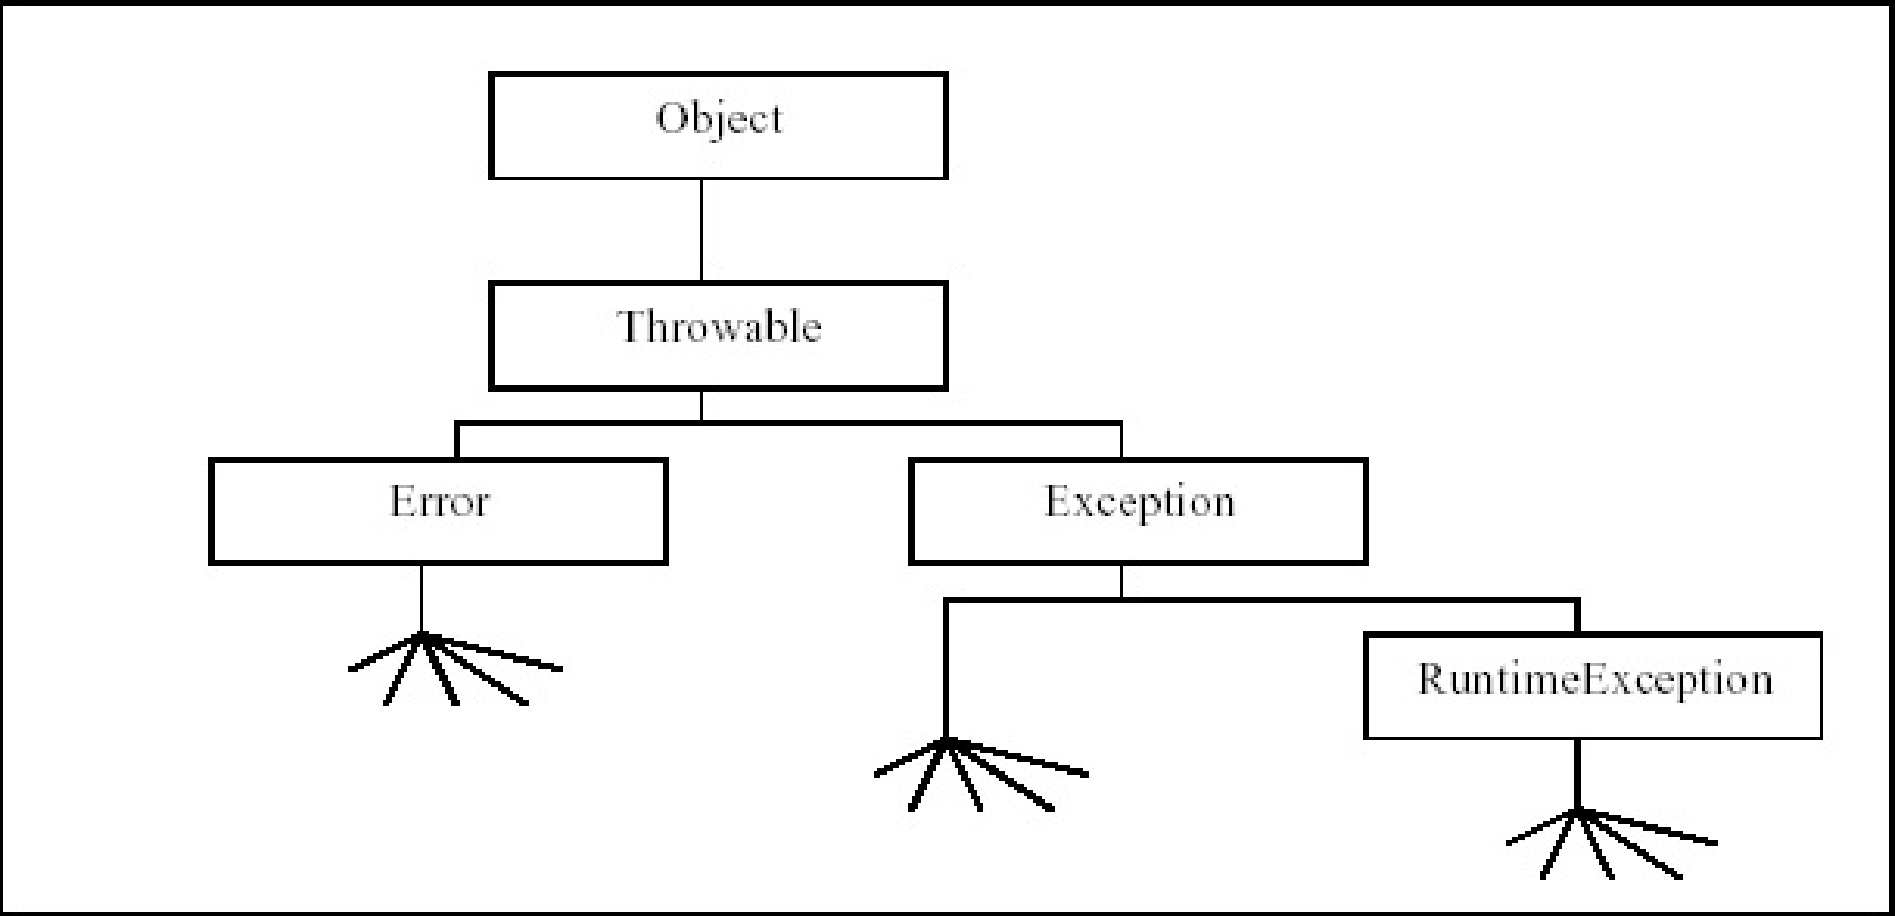 Object
Throwable
Error
Exception
RuntimeException